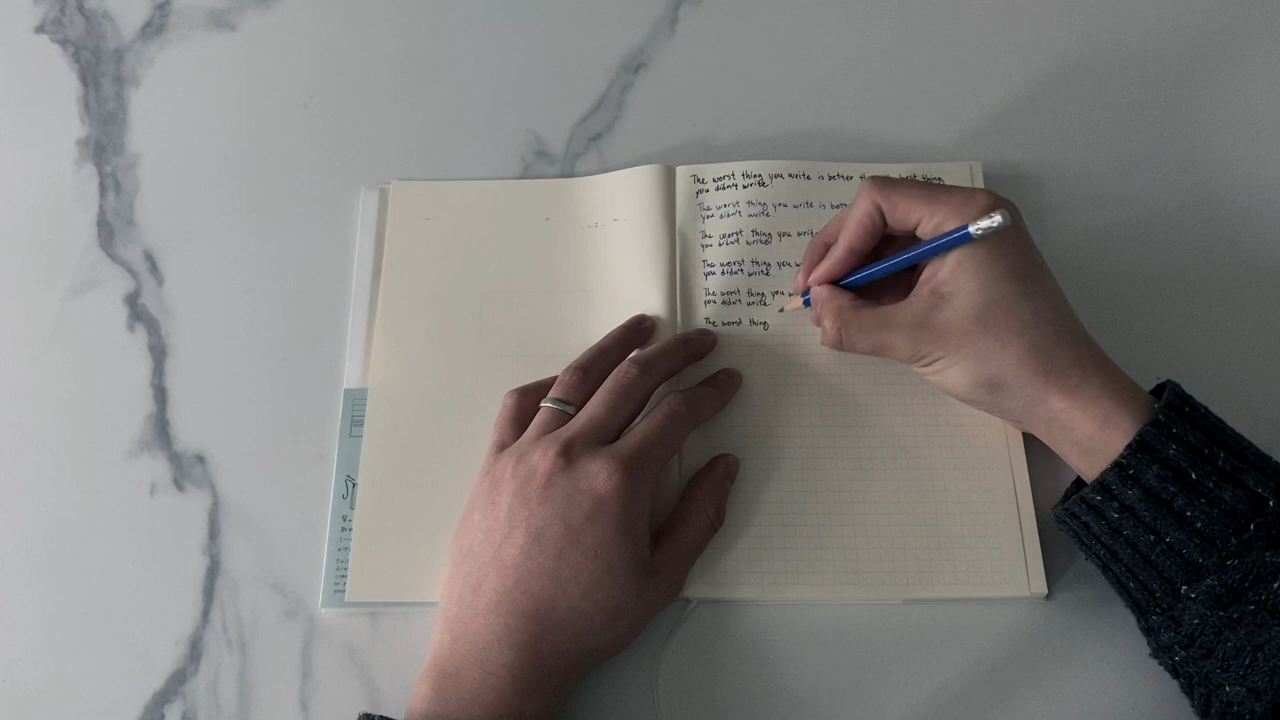 The worst thing you write is better the best thing
you didn't write.
The worst thing you write is
you didn't write.
The worst thing you write
you didn't write
The worst thing you
you didn't write.
The worst thing you
you didn't write
The worst thing